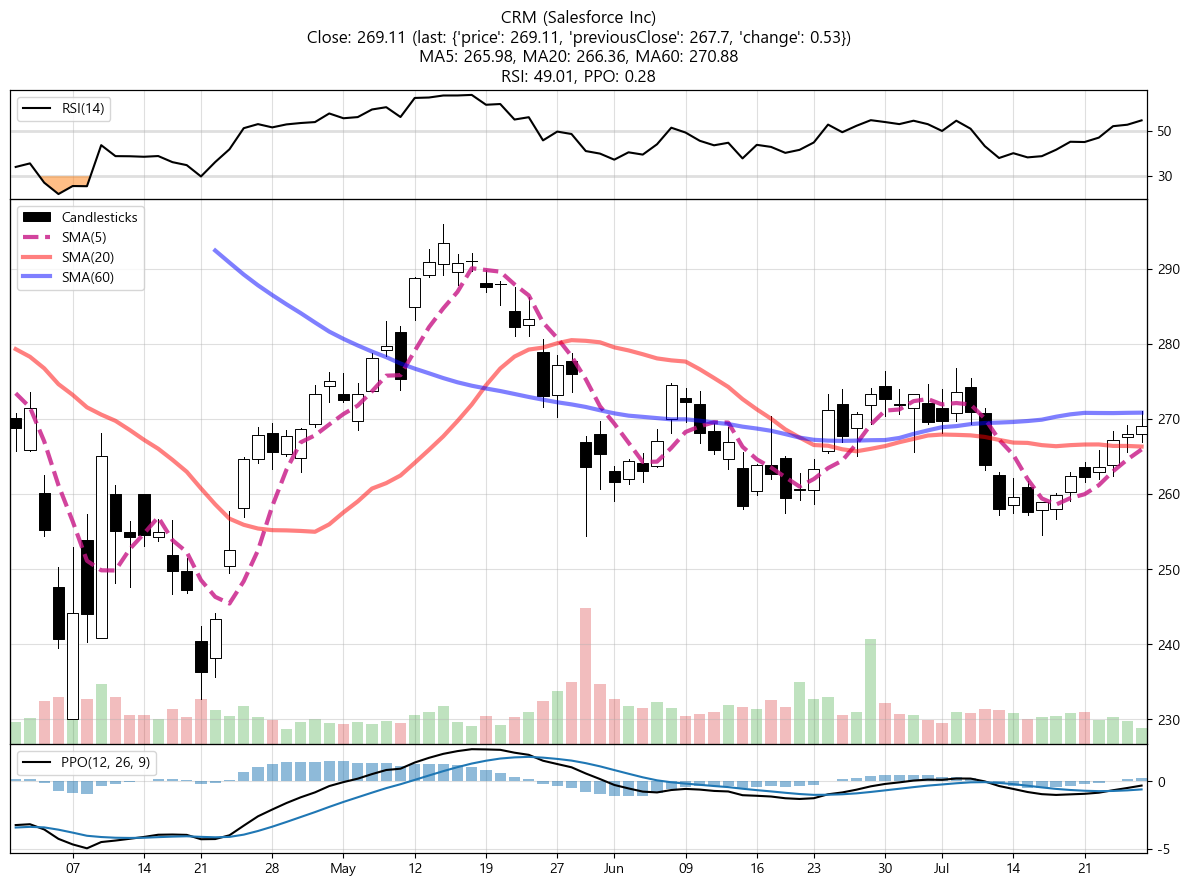 CRM (Salesforce Inc)
Close: 269.11 (last: {'price': 269.11, 'previousClose': 267.7, 'change': 0.53})
MA5: 265.98, MA20: 266.36, MA60: 270.88
RSI: 49.01, PPO: 0.28
RSI(14)
50
30
Candlesticks
SMA(5)
SMA(20)
SMA(60)
290
280
270
260
250
240
230
PPO(12, 26, 9)
0
-5
07 14 21 28 May 12 19 27 Jun 09 16 23 30 Jul 14 21